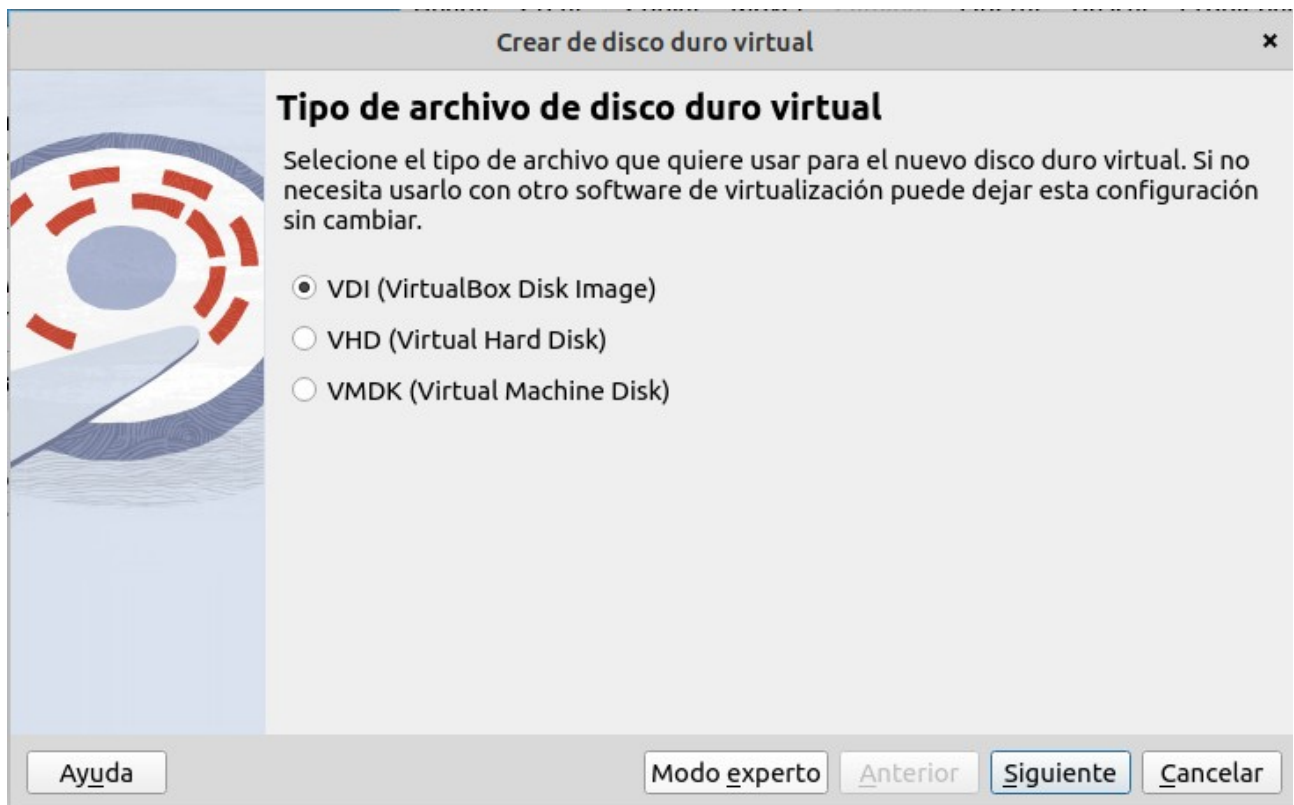 Crear de disco duro virtual
Tipo de archivo de disco duro virtual
Selecione el tipo de archivo que quiere usar para el nuevo disco duro virtual. Si no
necesita usarlo con otro software de virtualización puede dejar esta configuración
sin cambiar.
VDI (VirtualBox Disk Image)
VHD (Virtual Hard Disk)
VMDK (Virtual Machine Disk)
Ayuda
Modo experto
Anterior
Siguiente
Cancelar